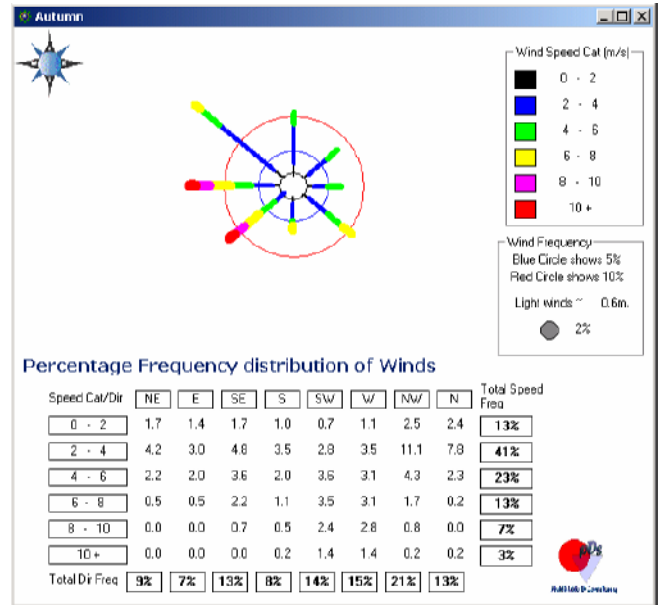 Autumn
Wind Speed Cat (m/s)
0 - 2
2 - 4
4 - 6
6 - 8
8 - 10
10 +
Wind Frequency
Blue Circle shows 5%
Red Circle shows 10%
Light winds ~ 0.6m.
2%
Percentage Frequency distribution of Winds
Speed Cat/Dir NE E SE S SW W NW N Total Speed Freq
0 - 2 1.7 1.4 1.7 1.0 0.7 1.1 2.5 2.4 13%
2 - 4 4.2 3.0 4.8 3.5 2.8 3.5 11.1 7.8 41%
4 - 6 2.2 2.0 3.6 2.0 3.6 3.1 4.3 2.3 23%
6 - 8 0.5 0.5 2.2 1.1 3.5 3.1 1.7 0.2 13%
8 - 10 0.0 0.0 0.7 0.5 2.4 2.8 0.8 0.0 7%
10 + 0.0 0.0 0.0 0.2 1.4 1.4 0.2 0.2 3%
Total Dir Freq 9% 7% 13% 8% 14% 15% 21% 13%
pDs